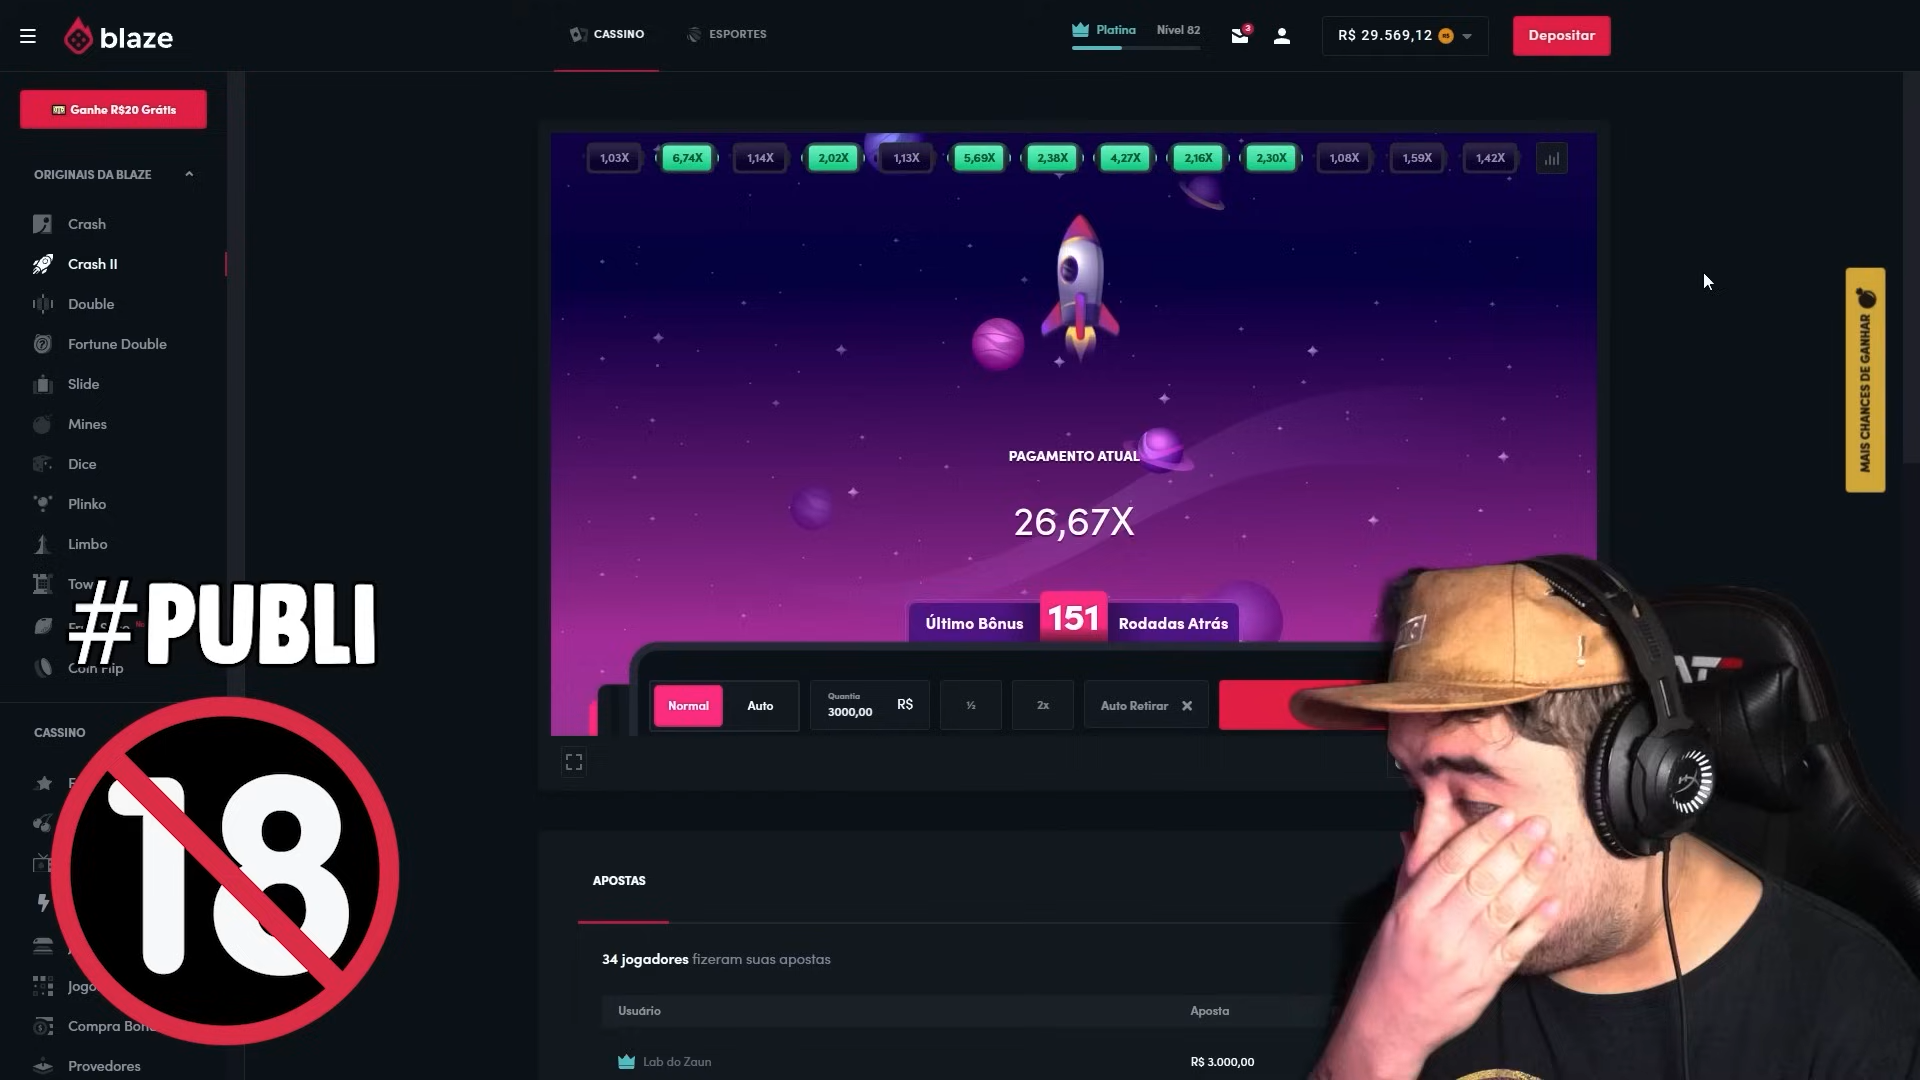 blaze
CASSINO
ESPORTES
Platina
Nível 82
3
R$ 29.569,12
Depositar
Ganhe R$20 Grátis
ORIGINAIS DA BLAZE
Crash
Crash II
Double
Fortune Double
Slide
Mines
Dice
Plinko
Limbo
Coin Flip
#PUBLI
CASSINO
18
Compra
Provedores
1,03X
6,74X
1,14X
2,02X
1,13X
5,69X
2,38X
4,27X
2,16X
2,30X
1,08X
1,59X
1,42X
PAGAMENTO ATUAL
26,67X
Último Bônus
151
Rodadas Atrás
Normal
Auto
Quantia
3000,00
R$
½
2x
Auto Retirar
MAIS CHANCES DE GANHAR
APOSTAS
34 jogadores fizeram suas apostas
Usuário
Aposta
Lab do Zaun
R$ 3.000,00